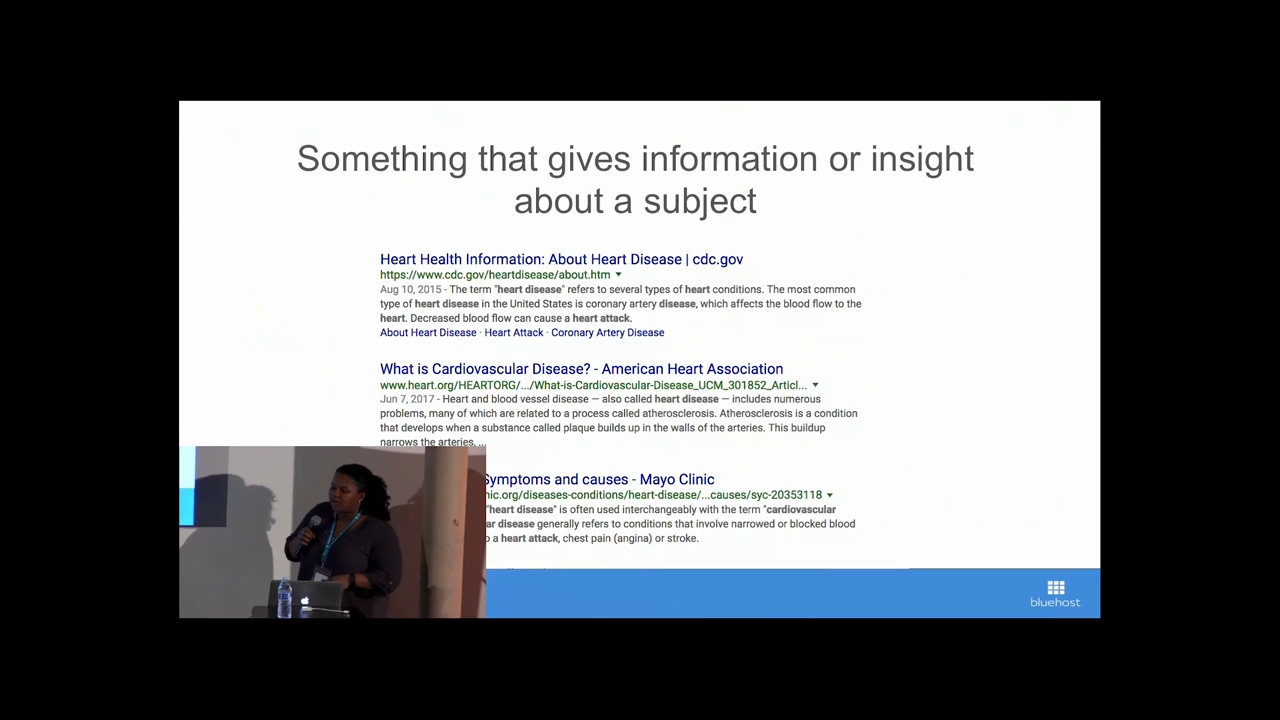 Something that gives information or insight
about a subject
Heart Health Information: About Heart Disease | cdc.gov
https://www.cdc.gov/heartdisease/about.htm
Aug 10, 2015 - The term "heart disease" refers to several types of heart conditions. The most common
type of heart disease in the United States is coronary artery disease, which affects the blood flow to the
heart. Decreased blood flow can cause a heart attack.
About Heart Disease · Heart Attack · Coronary Artery Disease
What is Cardiovascular Disease? - American Heart Association
www.heart.org/HEARTORG/.../What-is-Cardiovascular-Disease_UCM_301852_Articl...
Jun 7, 2017 - Heart and blood vessel disease — also called heart disease — includes numerous
problems, many of which are related to a process called atherosclerosis. Atherosclerosis is a condition
that develops when a substance called plaque builds up in the walls of the arteries. This buildup
narrows the arteries, ...
Symptoms and causes - Mayo Clinic
nic.org/diseases-conditions/heart-disease/...causes/syc-20353118
"heart disease" is often used interchangeably with the term "cardiovascular
ar disease generally refers to conditions that involve narrowed or blocked blood
o a heart attack, chest pain (angina) or stroke.
bluehost